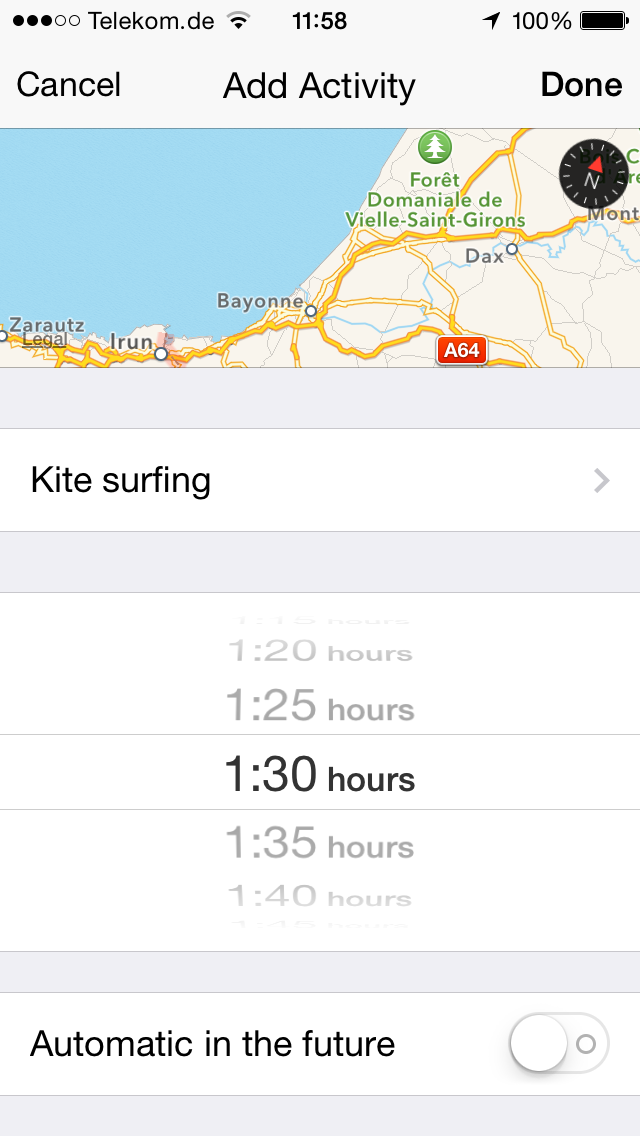 Telekom.de 11:58 100%
Cancel Add Activity Done
Forêt
Domaniale de
Vielle-Saint-Girons
N
Mont
Dax
Bayonne
Zarautz
Legal
Irun
A64
Kite surfing
1:15 hours
1:20 hours
1:25 hours
1:30 hours
1:35 hours
1:40 hours
1:45 hours
Automatic in the future